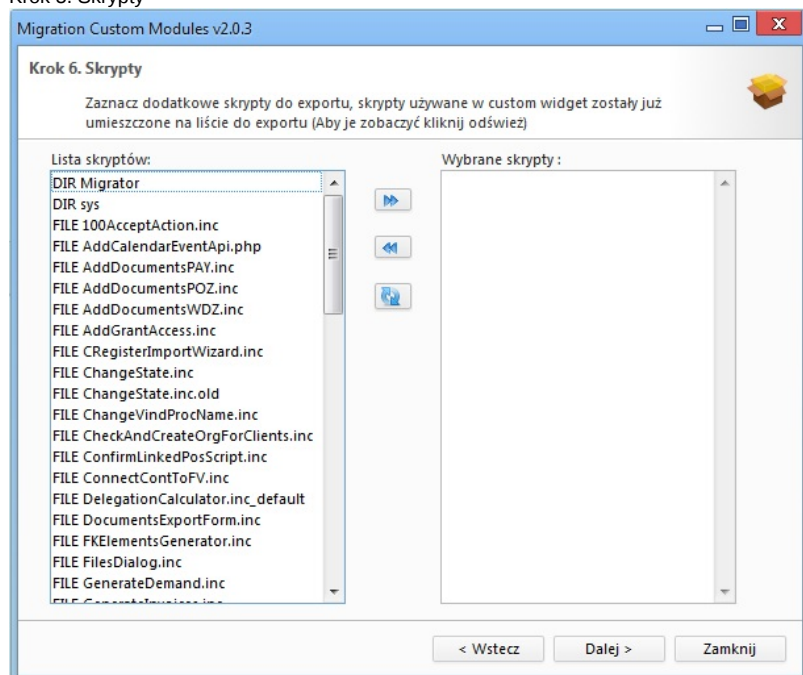 Migration Custom Modules v2.0.3
Krok 6. Skrypty
Zaznacz dodatkowe skrypty do exportu, skrypty używane w custom widget zostały już
umieszczone na liście do exportu (Aby je zobaczyć kliknij odśwież)
Lista skryptów:
Wybrane skrypty :
DIR Migrator
DIR sys
FILE 100AcceptAction.inc
FILE AddCalendarEventApi.php
FILE AddDocumentsPAY.inc
FILE AddDocumentsPOZ.inc
FILE AddDocumentsWDZ.inc
FILE AddGrantAccess.inc
FILE CRegisterImportWizard.inc
FILE ChangeState.inc
FILE ChangeState.inc.old
FILE ChangeVindProcName.inc
FILE CheckAndCreateOrgForClients.inc
FILE ConfirmLinkedPosScript.inc
FILE ConnectContToFV.inc
FILE DelegationCalculator.inc_default
FILE DocumentsExportForm.inc
FILE FKElementsGenerator.inc
FILE FilesDialog.inc
FILE GenerateDemand.inc
< Wstecz
Dalej >
Zamknij